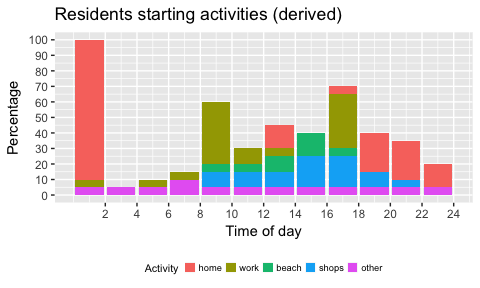 Residents starting activities (derived)
Percentage
100
90
80
70
60
50
40
30
20
10
0
2 4 6 8 10 12 14 16 18 20 22 24
Time of day
Activity home work beach shops other